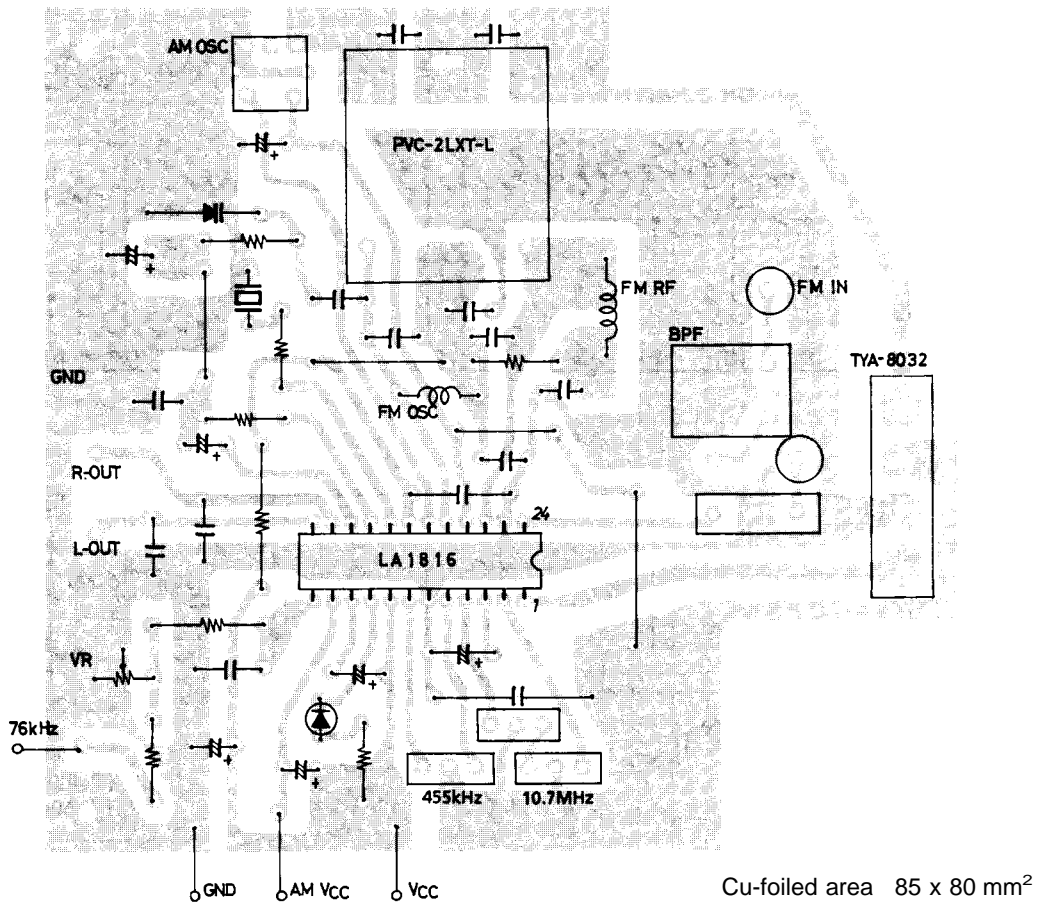 AM OSC
PVC-2LXT-L
FM RF
FM IN
BPF
TYA-8032
GND
FM OSC
R-OUT
24
L-OUT
LA1816
1
VR
76kHz
455kHz
10.7MHz
GND
AM VCC
VCC
Cu-foiled area 85 x 80 mm²